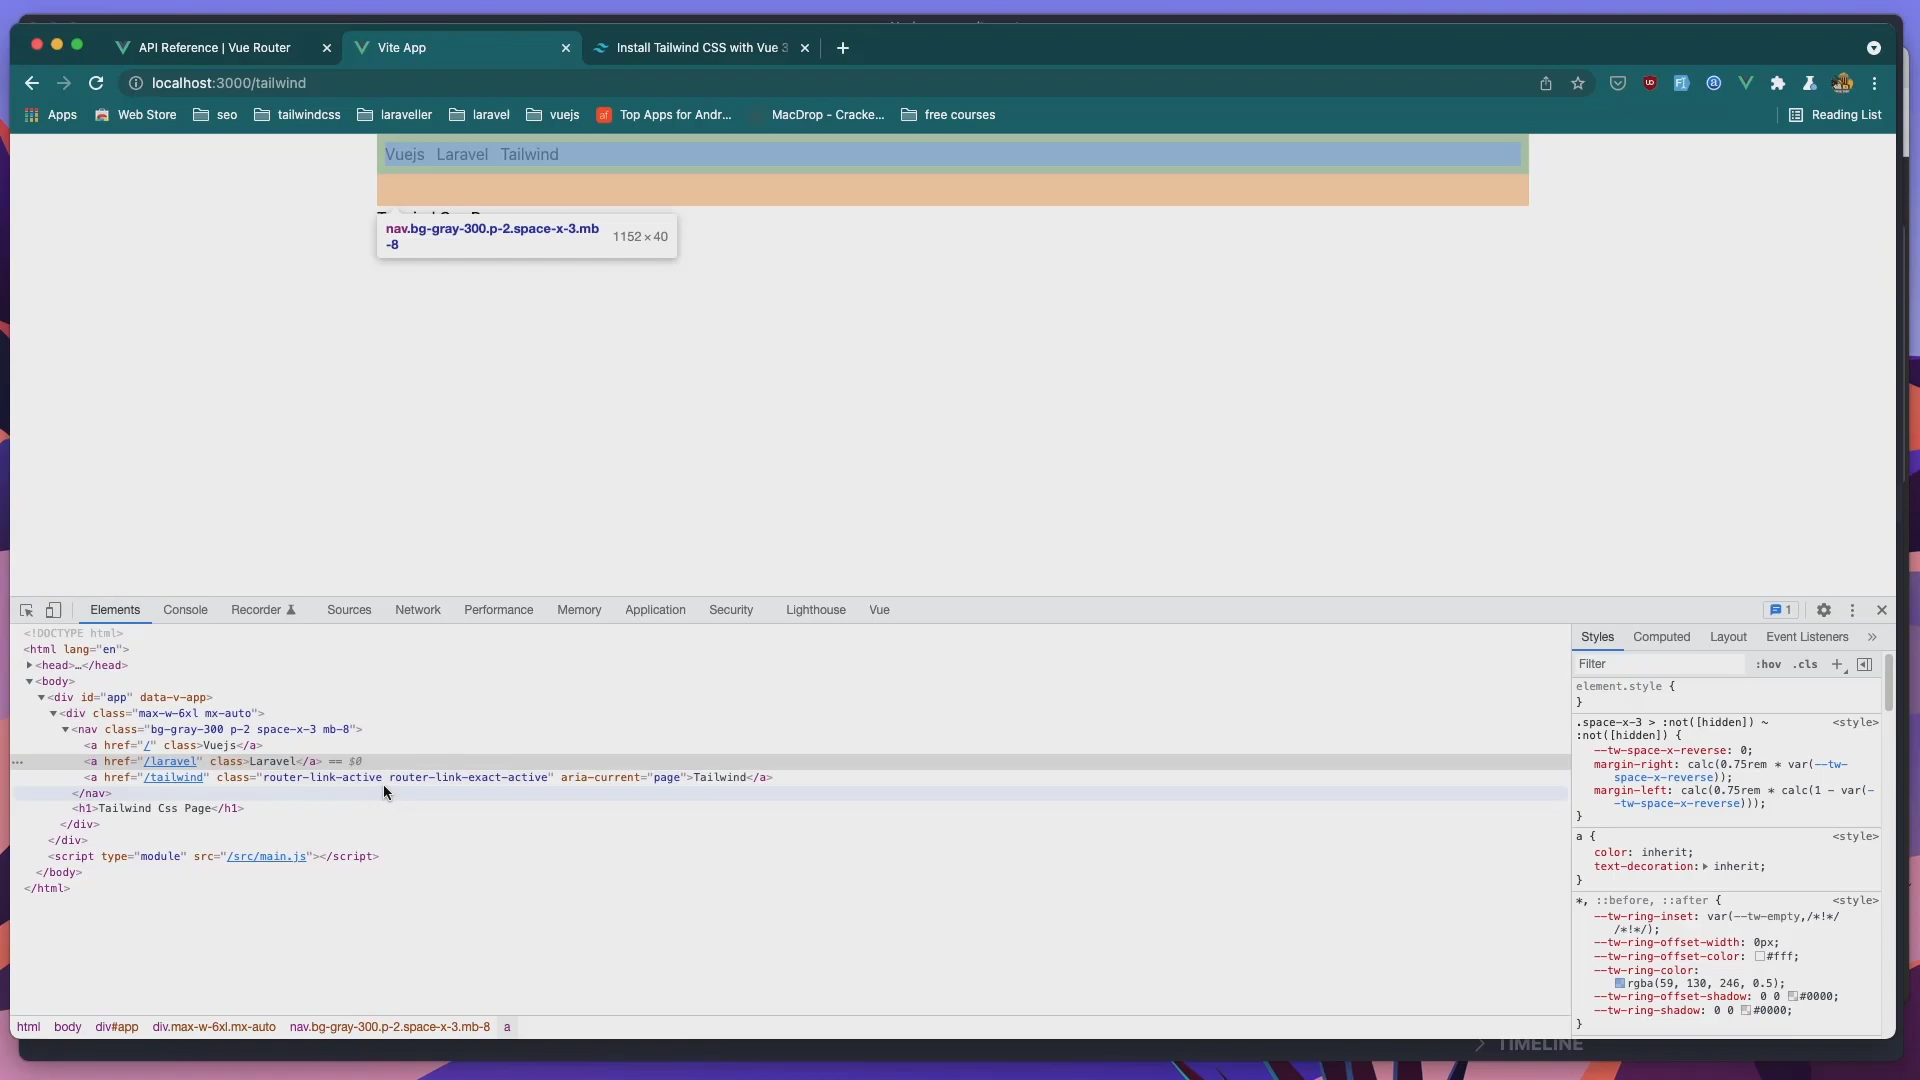 API Reference | Vue Router
Vite App
Install Tailwind CSS with Vue 3
localhost:3000/tailwind
Apps
Web Store
seo
tailwindcss
laraveller
laravel
vuejs
Top Apps for Andr...
MacDrop - Cracke...
free courses
Reading List
Vuejs Laravel Tailwind
nav.bg-gray-300.p-2.space-x-3.mb
-8
1152 × 40
Elements
Console
Recorder
Sources
Network
Performance
Memory
Application
Security
Lighthouse
Vue
1
<!DOCTYPE html>
<html lang="en">
<head>…</head>
<body>
<div id="app" data-v-app>
<div class="max-w-6xl mx-auto">
<nav class="bg-gray-300 p-2 space-x-3 mb-8">
<a href="/" class>Vuejs</a>
<a href="/laravel" class>Laravel</a> == $0
<a href="/tailwind" class="router-link-active router-link-exact-active" aria-current="page">Tailwind</a>
</nav>
<h1>Tailwind Css Page</h1>
</div>
</div>
<script type="module" src="/src/main.js"></script>
</body>
</html>
html
body
div#app
div.max-w-6xl.mx-auto
nav.bg-gray-300.p-2.space-x-3.mb-8
a
Styles
Computed
Layout
Event Listeners
Filter
:hov
.cls
element.style {
}
.space-x-3 > :not([hidden]) ~ <style>
:not([hidden]) {
--tw-space-x-reverse: 0;
margin-right: calc(0.75rem * var(--tw-
space-x-reverse));
margin-left: calc(0.75rem * calc(1 - var(-
-tw-space-x-reverse)));
}
a { <style>
color: inherit;
text-decoration: inherit;
}
*, ::before, ::after { <style>
--tw-ring-inset: var(--tw-empty,/*!*/
/*!*/);
--tw-ring-offset-width: 0px;
--tw-ring-offset-color: #fff;
--tw-ring-color:
rgba(59, 130, 246, 0.5);
--tw-ring-offset-shadow: 0 0 #0000;
--tw-ring-shadow: 0 0 #0000;
}
TIMELINE